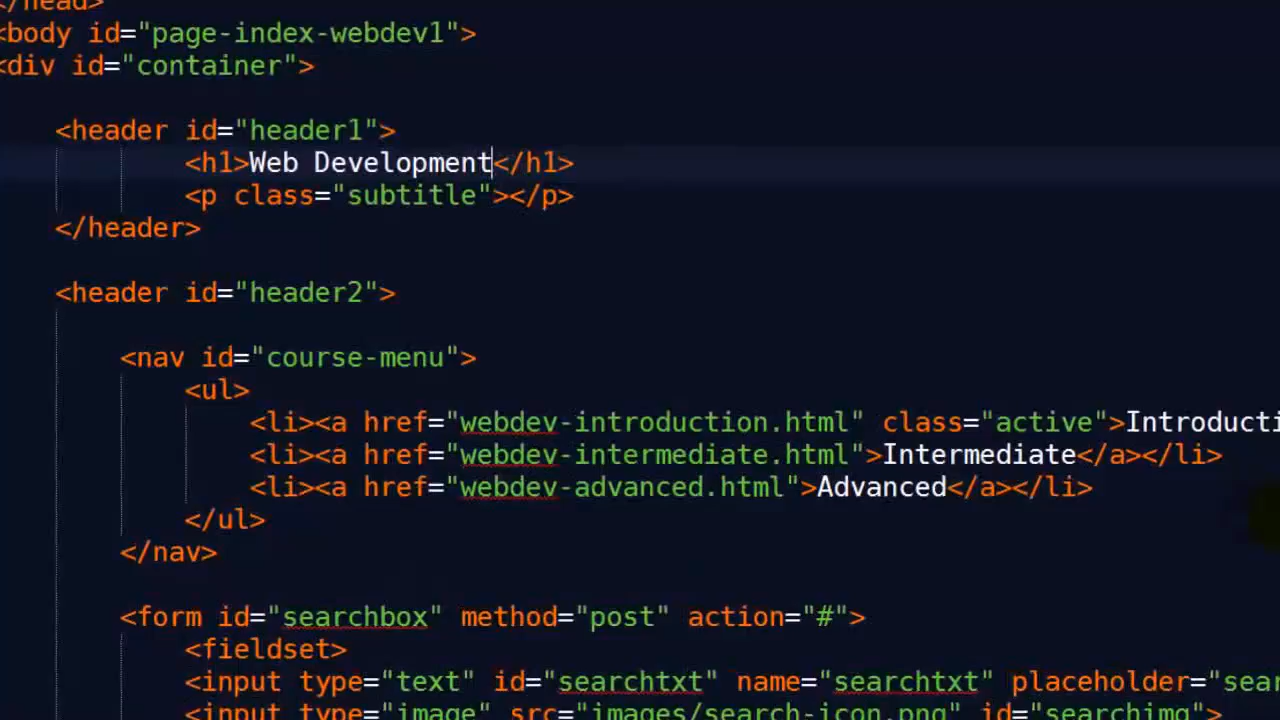 </head>
<body id="page-index-webdev1">
<div id="container">
<header id="header1">
<h1>Web Development</h1>
<p class="subtitle"></p>
</header>
<header id="header2">
<nav id="course-menu">
<ul>
<li><a href="webdev-introduction.html" class="active">Introducti
<li><a href="webdev-intermediate.html">Intermediate</a></li>
<li><a href="webdev-advanced.html">Advanced</a></li>
</ul>
</nav>
<form id="searchbox" method="post" action="#">
<fieldset>
<input type="text" id="searchtxt" name="searchtxt" placeholder="sear
<input type="image" src="images/search-icon.png" id="searchimg">